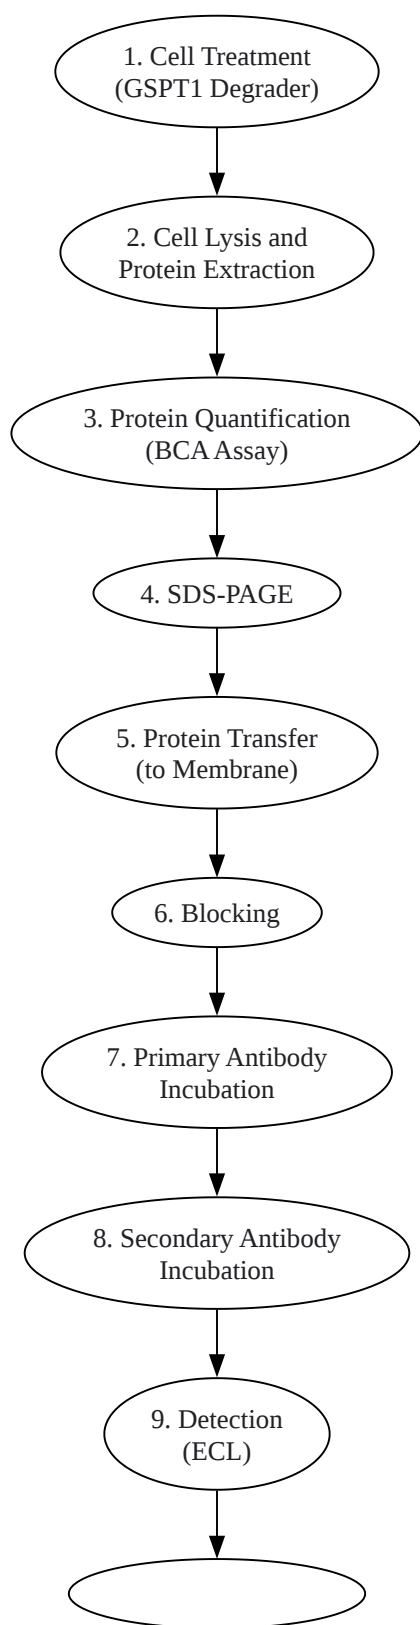 1. Cell Treatment
(GSPT1 Degrader)
2. Cell Lysis and
Protein Extraction
3. Protein Quantification
(BCA Assay)
4. SDS-PAGE
5. Protein Transfer
(to Membrane)
6. Blocking
7. Primary Antibody
Incubation
8. Secondary Antibody
Incubation
9. Detection
(ECL)